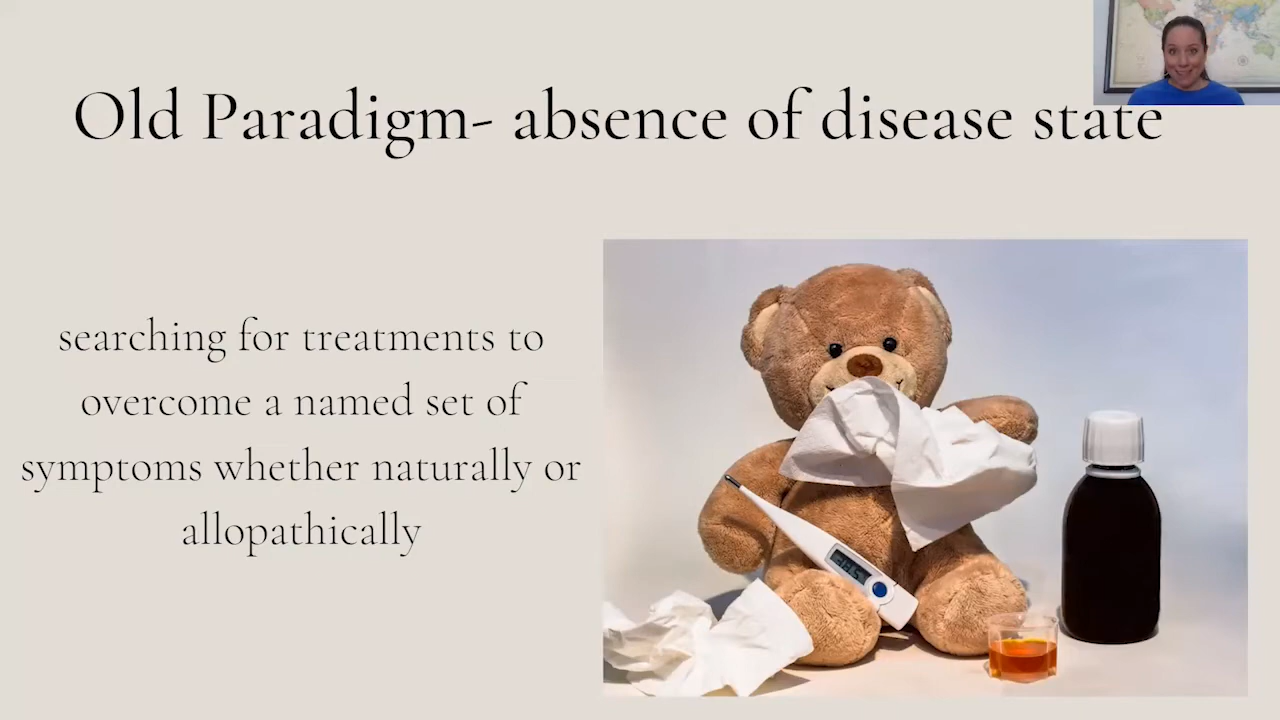 Old Paradigm- absence of disease state
searching for treatments to
overcome a named set of
symptoms whether naturally or
allopathically